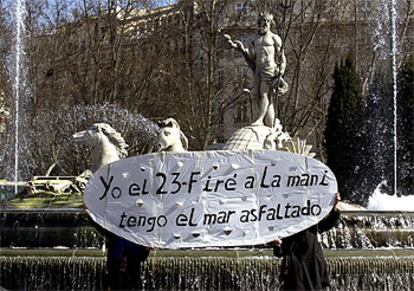 Yo el 23-F iré a la mani
tengo el mar asfaltado